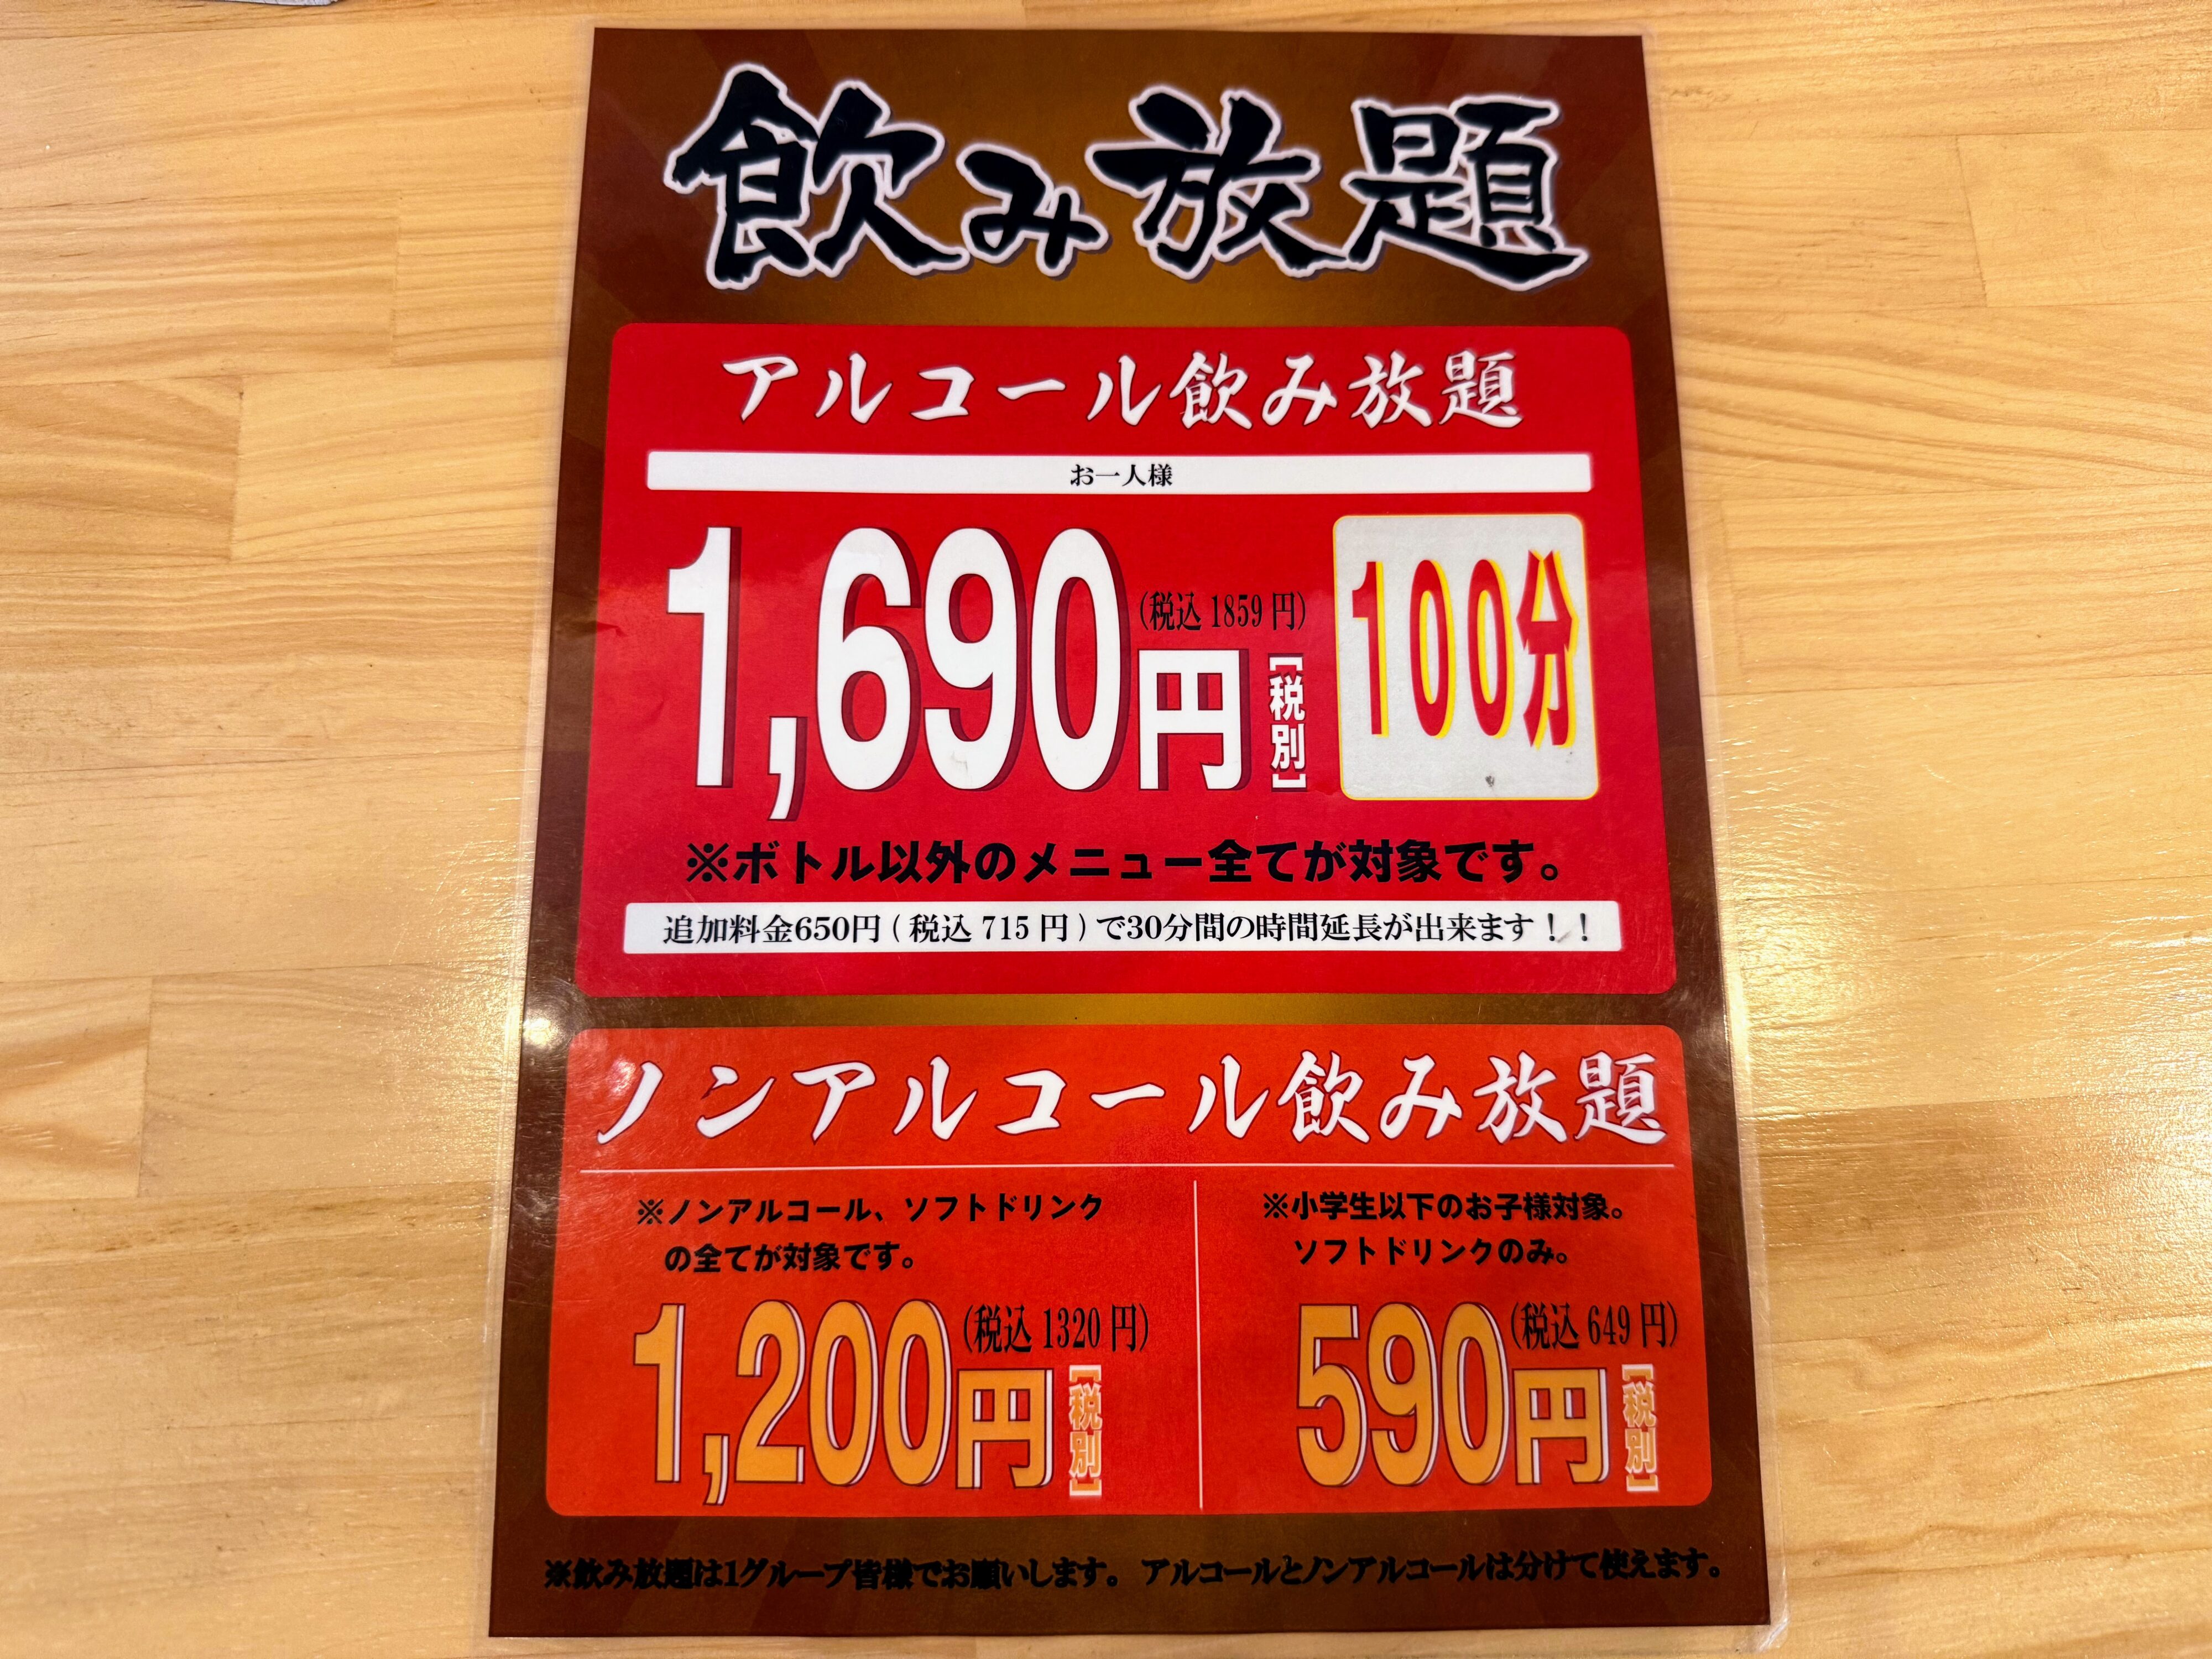 飲み放題
アルコール飲み放題
お一人様
1,690円(税込 1859 円)[税別]
100分
※ボトル以外のメニュー全てが対象です。
追加料金650円 ( 税込 715 円 ) で30分間の時間延長が出来ます！！
ノンアルコール飲み放題
※ノンアルコール、ソフトドリンク
の全てが対象です。
1,200円(税込 1320 円)[税別]
※小学生以下のお子様対象。
ソフトドリンクのみ。
590円(税込 649 円)[税別]
※飲み放題は1グループ皆様でお願いします。 アルコールとノンアルコールは分けて使えます。